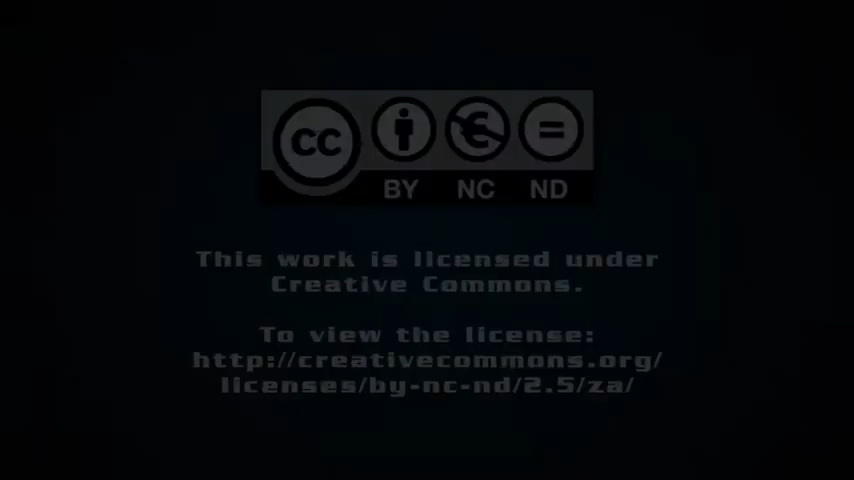 CC
BY NC ND
This work is licensed under
Creative Commons.
To view the license:
http://creativecommons.org/
licenses/by-nc-nd/2.5/za/